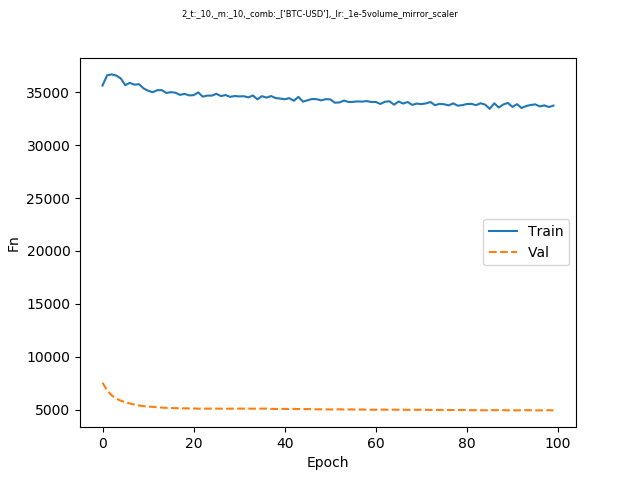 2_t:_10,_m:_10,_comb:_['BTC-USD'],_lr:_1e-5volume_mirror_scaler
35000
30000
25000
20000
15000
10000
5000
Fn
Train
Val
0 20 40 60 80 100
Epoch